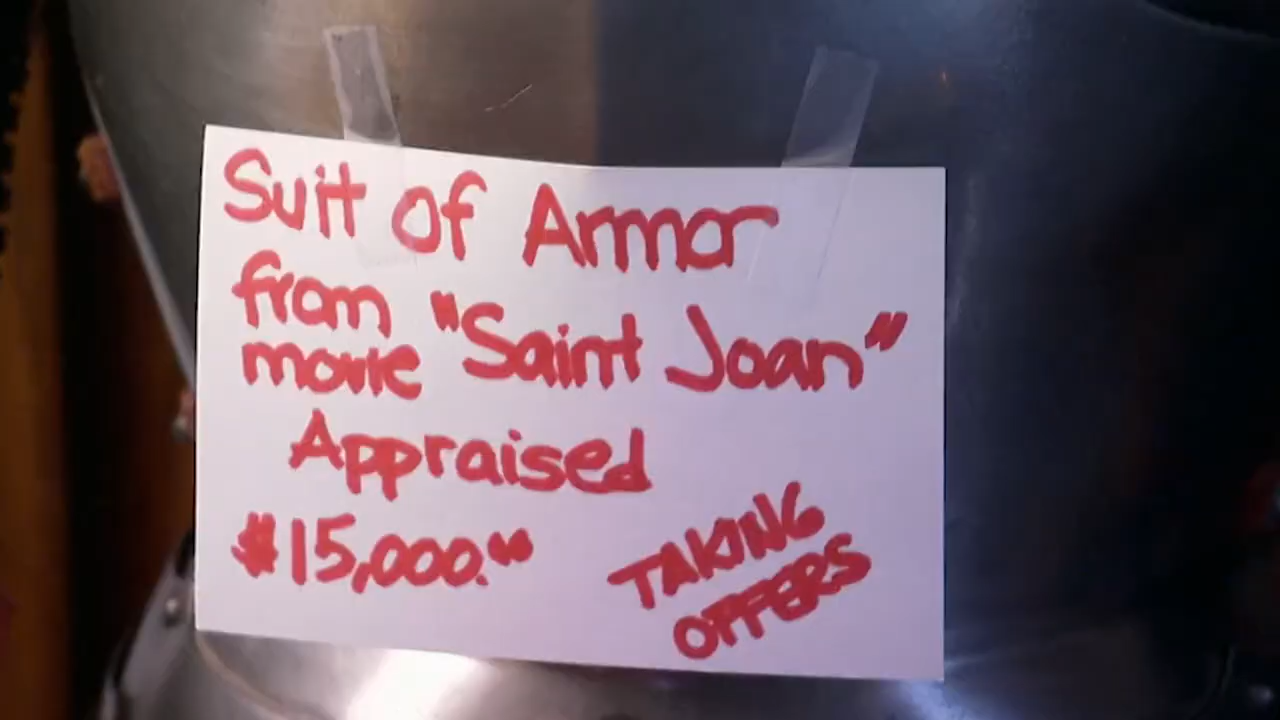 Suit of Armor
from
movie "Saint Joan"
Appraised
$15,000.00
TAKING
OFFERS